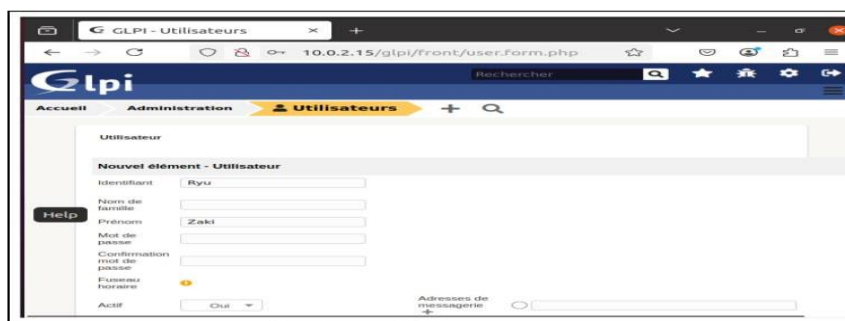 GLPI - Utilisateurs
10.0.2.15/glpi/front/user.form.php
Glpi
Rechercher
Accueil Administration Utilisateurs
Utilisateur
Nouvel élément - Utilisateur
Identifiant Ryu
Nom de
famille
Help
Prénom Zaki
Mot de
passe
Confirmation
mot de
passe
Fuseau
horaire
Actif Oui
Adresses de
messagerie